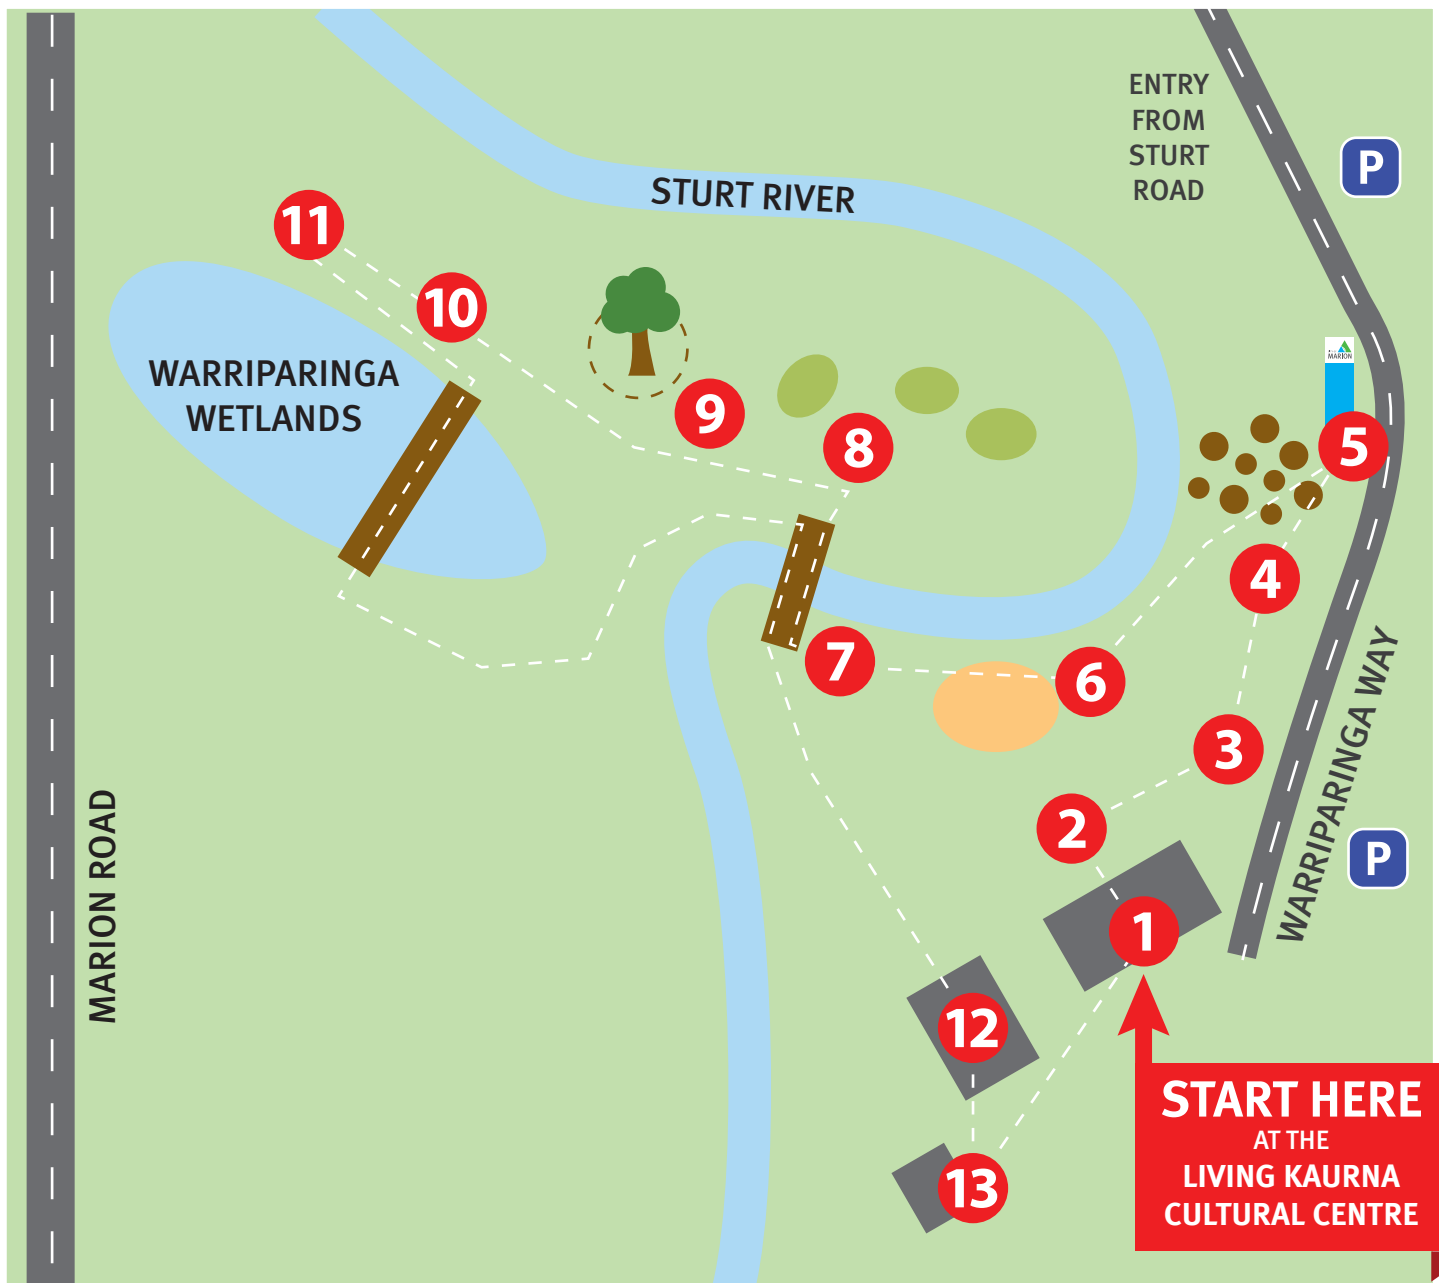 ENTRY
FROM
STURT
ROAD
P
STURT RIVER
11
10
WARRIPARINGA
WETLANDS
MARION
9
8
5
4
7
6
3
2
WARRIPARINGA WAY
P
MARION ROAD
1
12
13
START HERE
AT THE
LIVING KAURNA
CULTURAL CENTRE